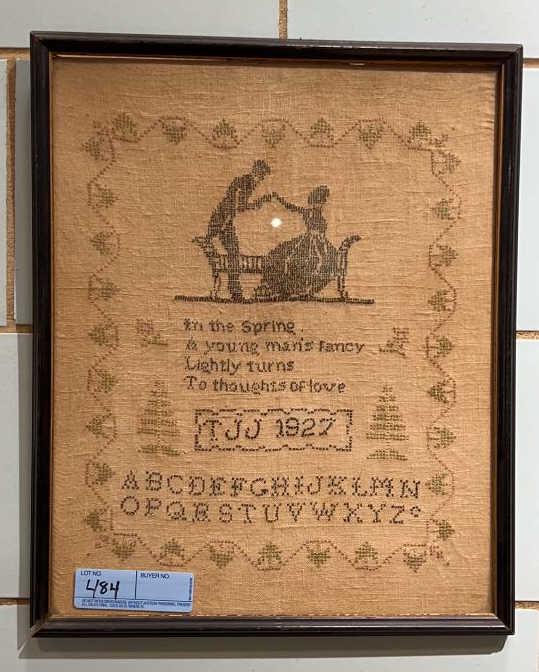 In the Spring.
A young man's fancy
Lightly turns
To thoughts of love
TJJ 1927
ABCDEFGHIJKLMN
OPQRSTUVWXYZ
LOT NO.
BUYER NO.
484